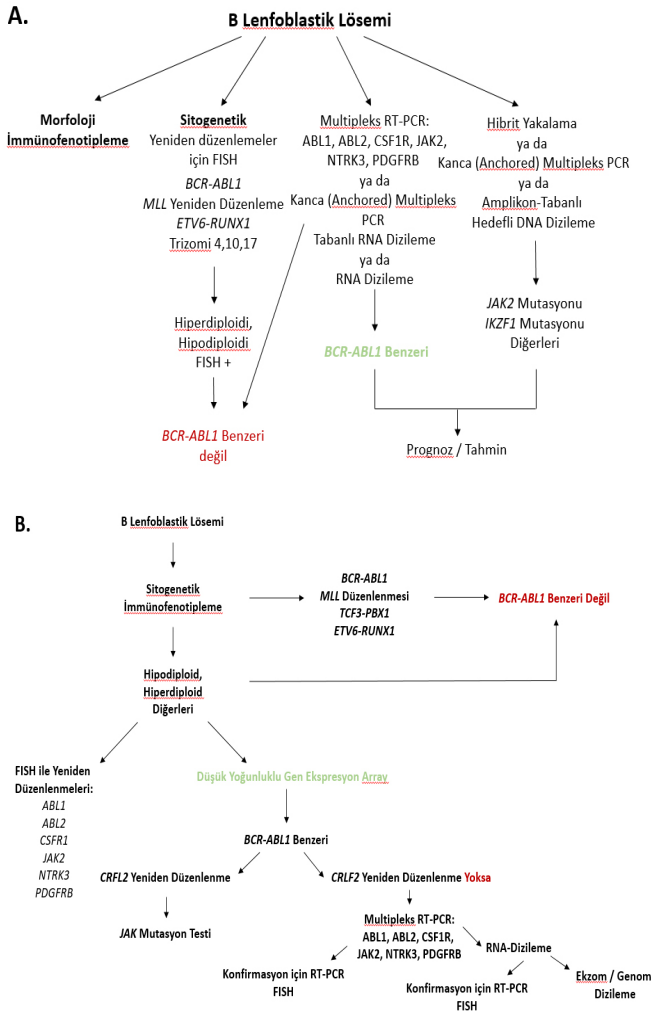 A.
B Lenfoblastik Lösemi
Morfoloji
İmmünofenotipleme
Sitogenetik
Yeniden düzenlemeler
için FISH
BCR-ABL1
MLL Yeniden Düzenleme
ETV6-RUNX1
Trizomi 4,10,17
Hiperdiploidi,
Hipodiploidi
FISH +
BCR-ABL1 Benzeri
değil
Multipleks RT-PCR:
ABL1, ABL2, CSF1R, JAK2,
NTRK3, PDGFRB
ya da
Kanca (Anchored) Multipleks
PCR
Tabanlı RNA Dizileme
ya da
RNA Dizileme
BCR-ABL1 Benzeri
Hibrit Yakalama
ya da
Kanca (Anchored) Multipleks PCR
ya da
Amplikon-Tabanlı
Hedefli DNA Dizileme
JAK2 Mutasyonu
IKZF1 Mutasyonu
Diğerleri
Prognoz / Tahmin
B.
B Lenfoblastik Lösemi
Sitogenetik
İmmünofenotipleme
BCR-ABL1
MLL Düzenlenmesi
TCF3-PBX1
ETV6-RUNX1
BCR-ABL1 Benzeri Değil
Hipodiploid,
Hiperdiploid
Diğerleri
FISH ile Yeniden
Düzenlenmeleri:
ABL1
ABL2
CSFR1
JAK2
NTRK3
PDGFRB
Düşük Yoğunluklu Gen Ekspresyon Array
BCR-ABL1 Benzeri
CRFL2 Yeniden Düzenleme
JAK Mutasyon Testi
CRLF2 Yeniden Düzenleme Yoksa
Multipleks RT-PCR:
ABL1, ABL2, CSF1R,
JAK2, NTRK3, PDGFRB
Konfirmasyon için RT-PCR
FISH
RNA-Dizileme
Konfirmasyon için RT-PCR
FISH
Ekzom / Genom
Dizileme